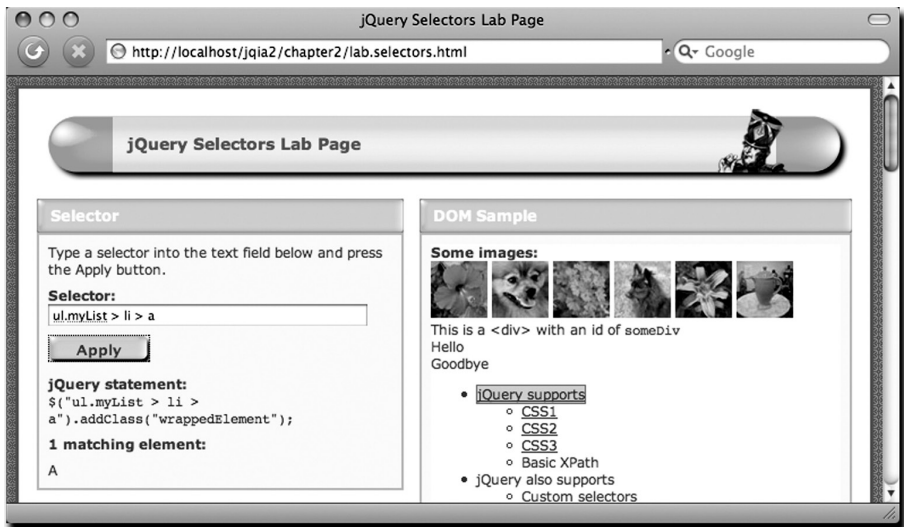 jQuery Selectors Lab Page
http://localhost/jqia2/chapter2/lab.selectors.html
Google
jQuery Selectors Lab Page
Selector
Type a selector into the text field below and press
the Apply button.
Selector:
ul.myList > li > a
Apply
jQuery statement:
$("ul.myList > li >
a").addClass("wrappedElement");
1 matching element:
A
DOM Sample
Some images:
This is a <div> with an id of someDiv
Hello
Goodbye
jQuery supports
CSS1
CSS2
CSS3
Basic XPath
jQuery also supports
Custom selectors